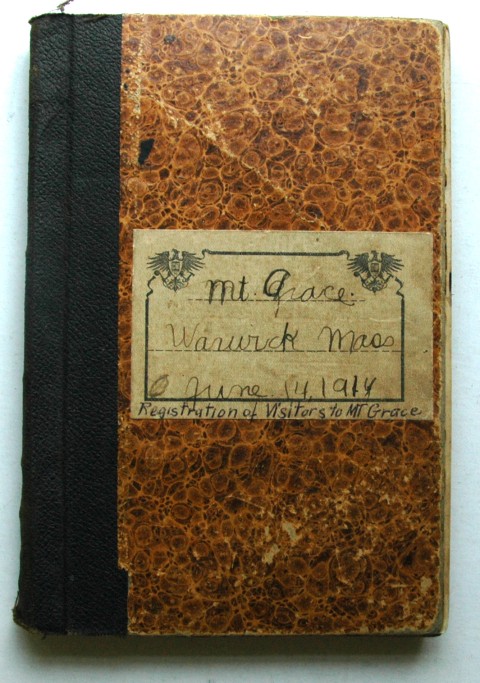 Mt. Grace.
Warwick Mass
June 14, 1914
Registration of Visitors to MT Grace